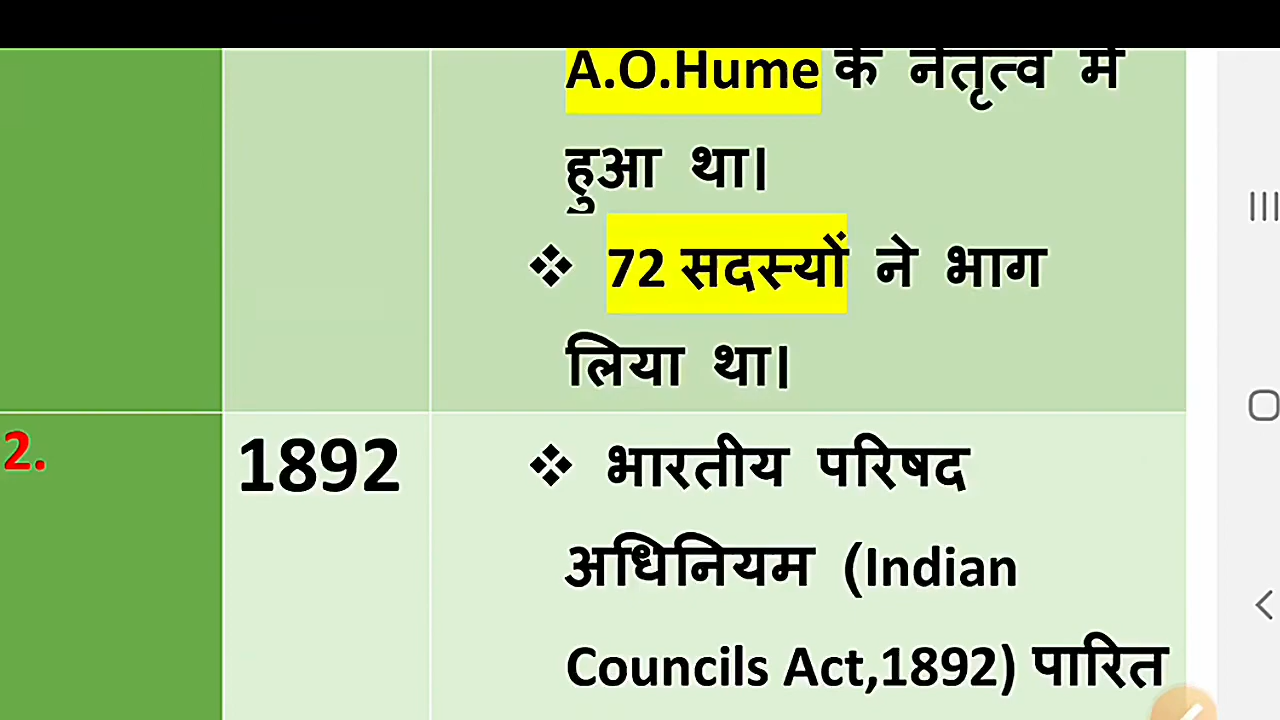 A.O.Hume के नेतृत्व में
हुआ था।
❖ 72 सदस्यों ने भाग
लिया था।
2. 1892 ❖ भारतीय परिषद
अधिनियम (Indian
Councils Act,1892) पारित